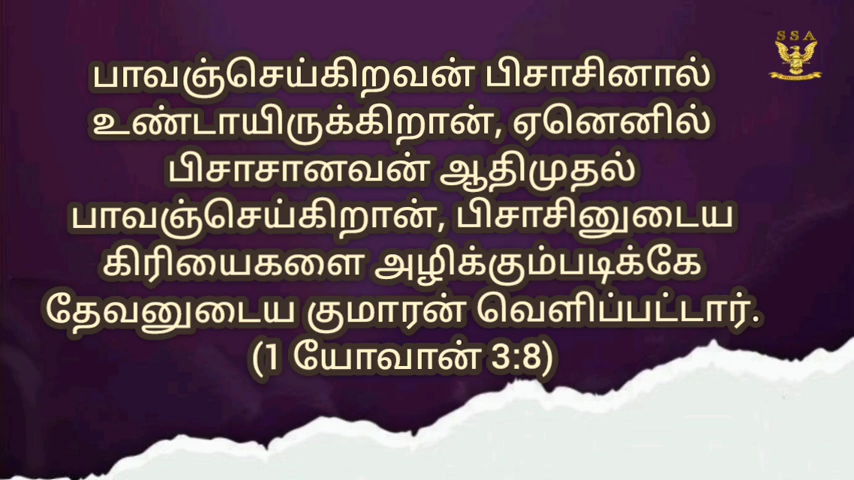 SSA
பாவஞ்செய்கிறவன் பிசாசினால்
உண்டாயிருக்கிறான், ஏனெனில்
பிசாசானவன் ஆதிமுதல்
பாவஞ்செய்கிறான், பிசாசினுடைய
கிரியைகளை அழிக்கும்படிக்கே
தேவனுடைய குமாரன் வெளிப்பட்டார்.
(1 யோவான் 3:8)